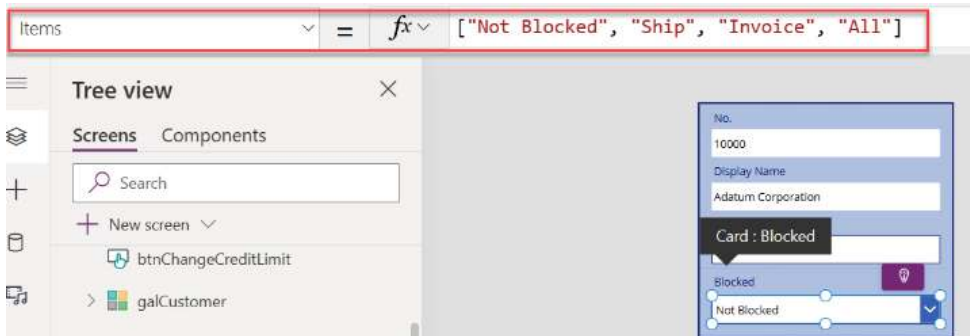 Items = fx ["Not Blocked", "Ship", "Invoice", "All"]
Tree view
Screens Components
Search
New screen
btnChangeCreditLimit
galCustomer
No.
10000
Display Name
Adatum Corporation
Card : Blocked
Blocked
Not Blocked